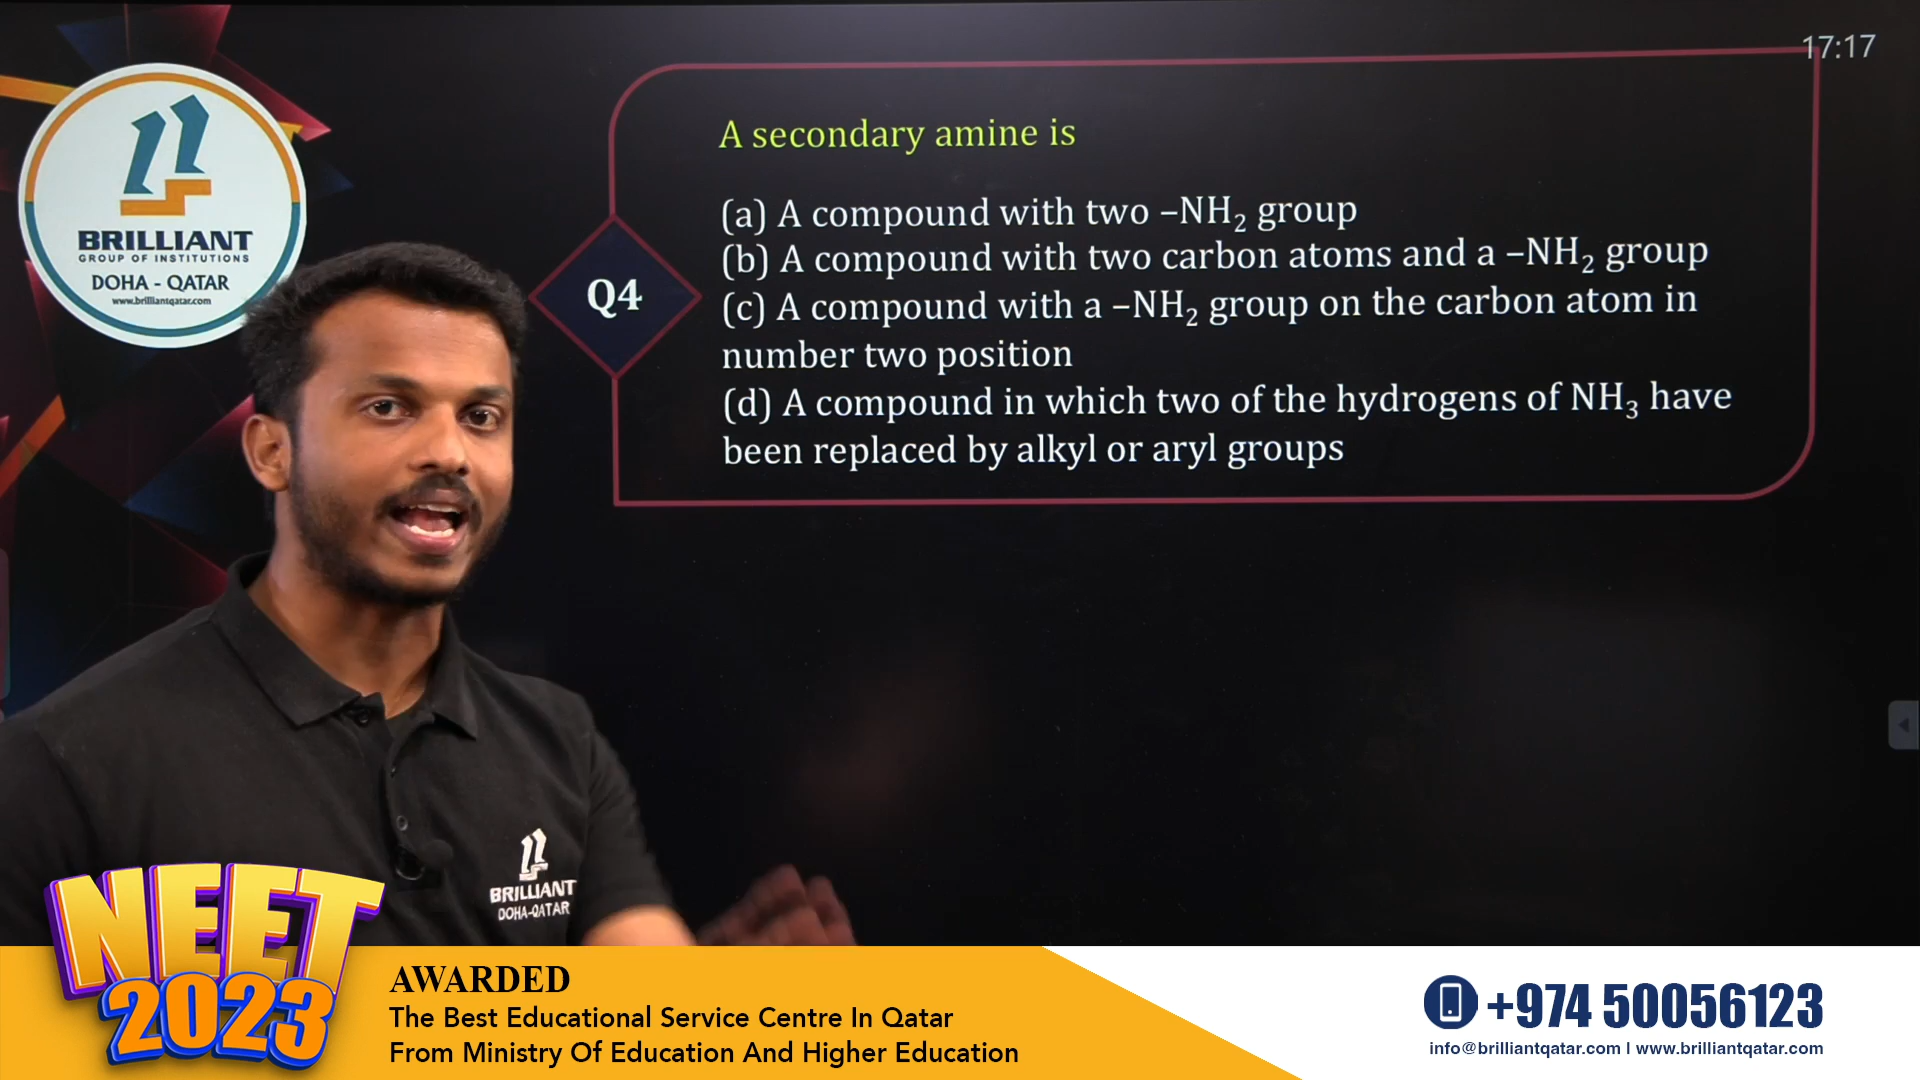 17:17
A secondary amine is
(a) A compound with two –NH₂ group
(b) A compound with two carbon atoms and a –NH₂ group
(c) A compound with a –NH₂ group on the carbon atom in
number two position
(d) A compound in which two of the hydrogens of NH₃ have
been replaced by alkyl or aryl groups
Q4
BRILLIANT
GROUP OF INSTITUTIONS
DOHA - QATAR
www.brilliantqatar.com
BRILLIANT
DOHA-QATAR
NEET
2023
AWARDED
The Best Educational Service Centre In Qatar
From Ministry Of Education And Higher Education
+974 50056123
info@brilliantqatar.com | www.brilliantqatar.com